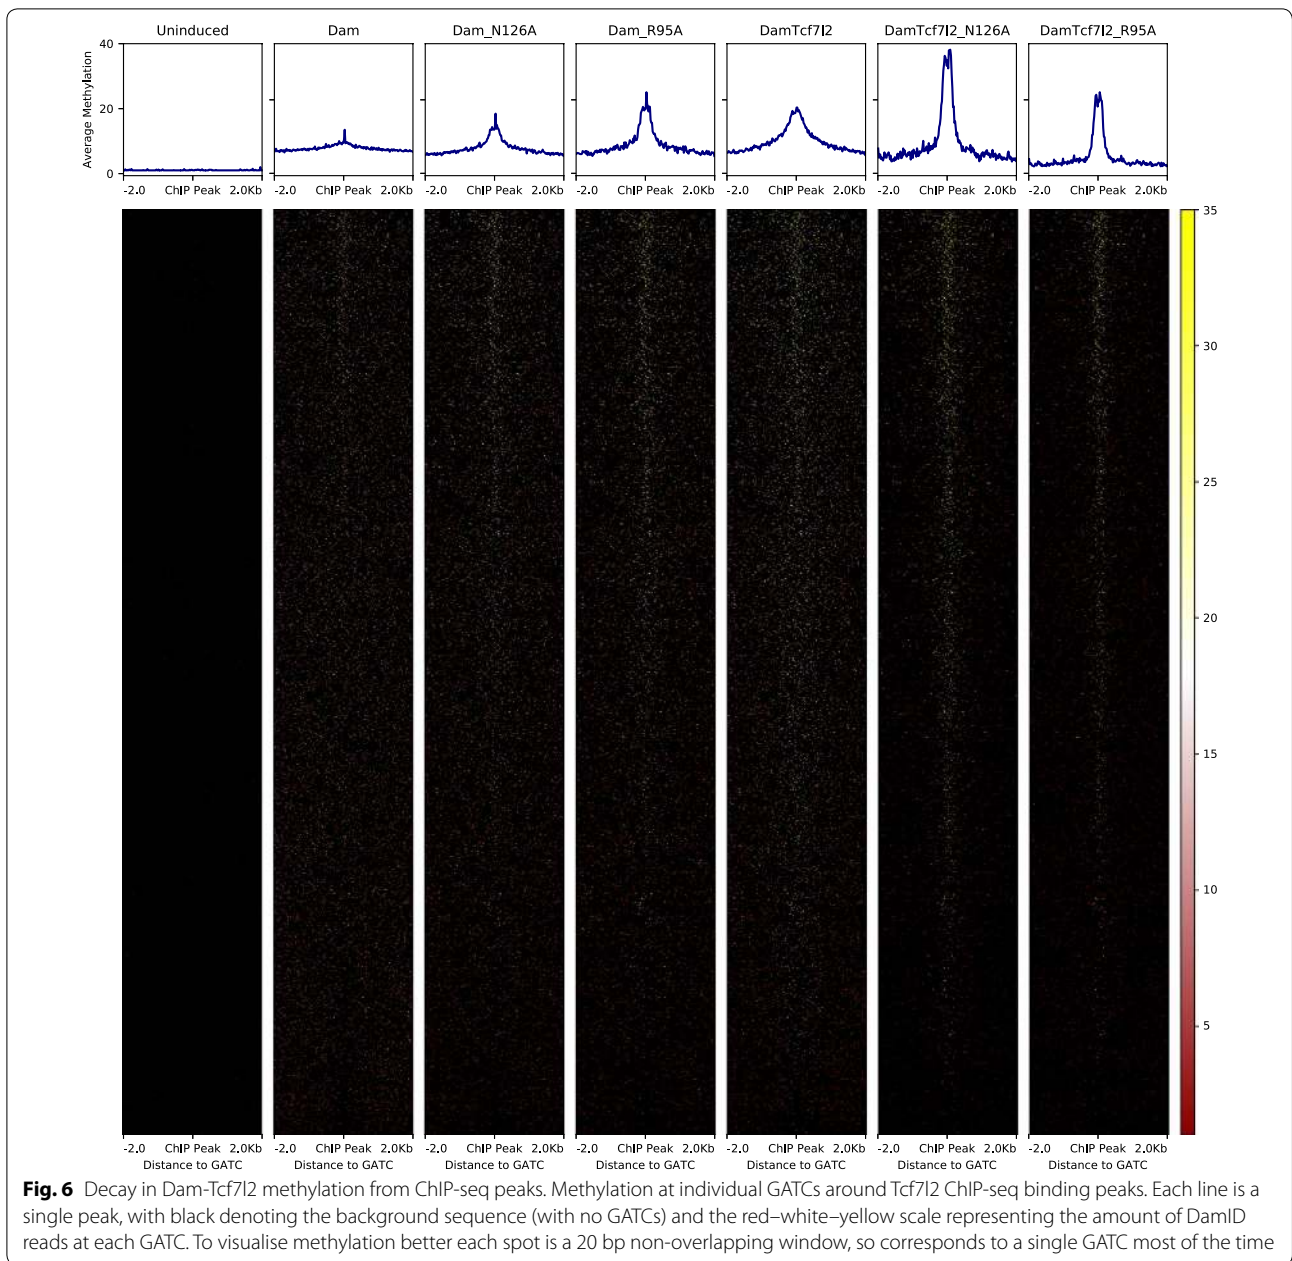 Uninduced Dam Dam_N126A Dam_R95A DamTcf7l2 DamTcf7l2_N126A DamTcf7l2_R95A
40
20
0
Average Methylation
-2.0 ChIP Peak 2.0Kb -2.0 ChIP Peak 2.0Kb -2.0 ChIP Peak 2.0Kb -2.0 ChIP Peak 2.0Kb -2.0 ChIP Peak 2.0Kb -2.0 ChIP Peak 2.0Kb -2.0 ChIP Peak 2.0Kb
35
30
25
20
15
10
5
-2.0 ChIP Peak 2.0Kb -2.0 ChIP Peak 2.0Kb -2.0 ChIP Peak 2.0Kb -2.0 ChIP Peak 2.0Kb -2.0 ChIP Peak 2.0Kb -2.0 ChIP Peak 2.0Kb -2.0 ChIP Peak 2.0Kb
Distance to GATC Distance to GATC Distance to GATC Distance to GATC Distance to GATC Distance to GATC Distance to GATC
Fig. 6 Decay in Dam-Tcf7l2 methylation from ChIP-seq peaks. Methylation at individual GATCs around Tcf7l2 ChIP-seq binding peaks. Each line is a
single peak, with black denoting the background sequence (with no GATCs) and the red–white–yellow scale representing the amount of DamID
reads at each GATC. To visualise methylation better each spot is a 20 bp non-overlapping window, so corresponds to a single GATC most of the time